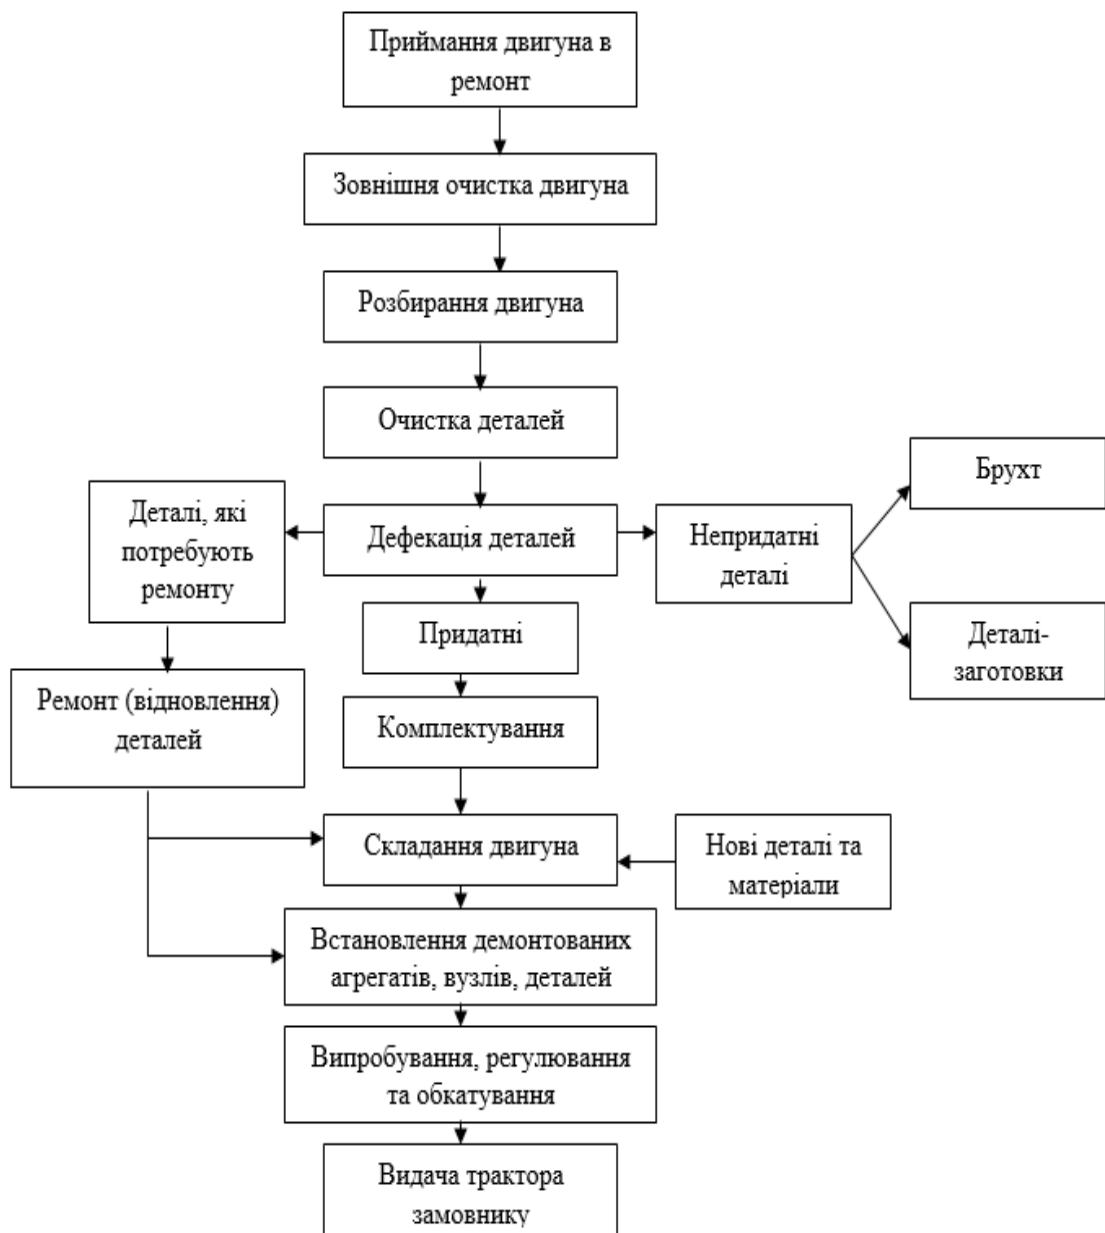 Приймання двигуна в
ремонт
Зовнішня очистка двигуна
Розбирання двигуна
Очистка деталей
Брухт
Деталі, які
потребують
ремонту
Дефекація деталей
Непридатні
деталі
Придатні
Деталі-
заготовки
Ремонт (відновлення)
деталей
Комплектування
Складання двигуна
Нові деталі та
матеріали
Встановлення демонтованих
агрегатів, вузлів, деталей
Випробування, регулювання
та обкатування
Видача трактора
замовнику